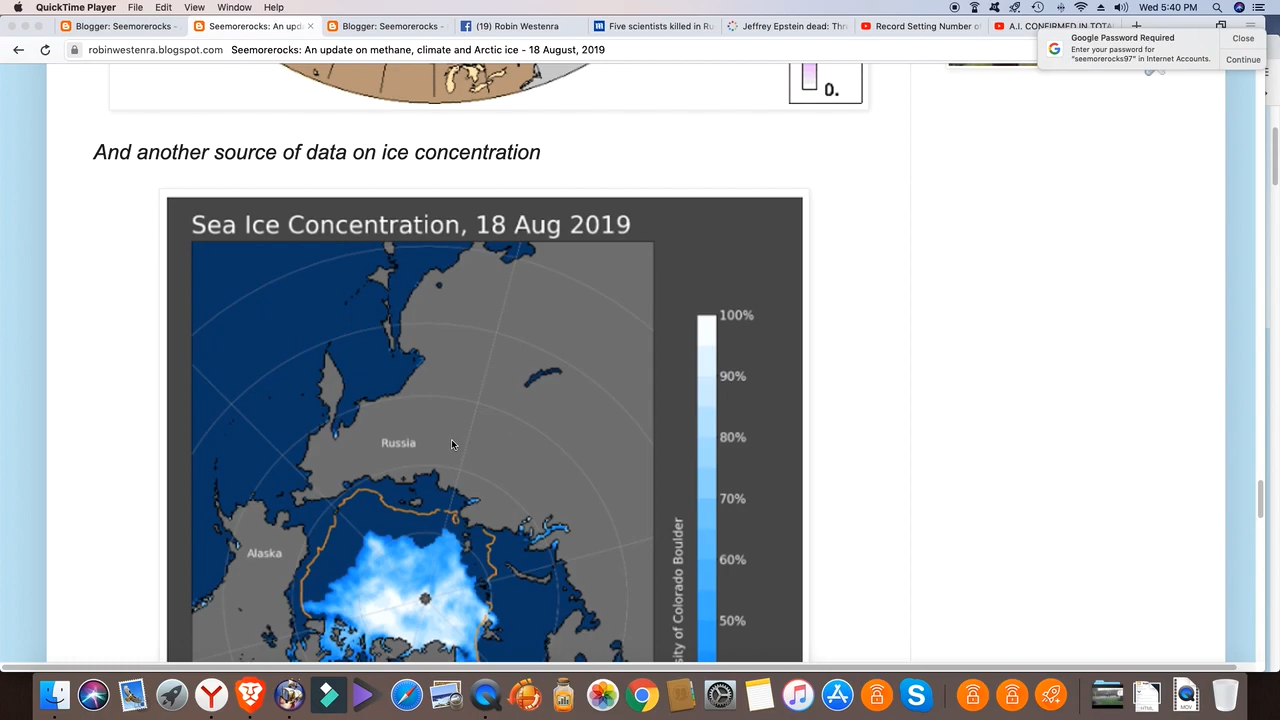 QuickTime Player File Edit View Window Help
Wed 5:40 PM
Blogger: Seemorerocks -
Seemorerocks: An upd
Blogger: Seemorerocks -
(19) Robin Westenra
Five scientists killed in Ru
Jeffrey Epstein dead: Thr
Record Setting Number of
A.I. CONFIRMED IN TOTAL
robinwestenra.blogspot.com Seemorerocks: An update on methane, climate and Arctic ice - 18 August, 2019
Google Password Required
Enter your password for
"seemorerocks97" in Internet Accounts.
Close
Continue
0.
And another source of data on ice concentration
Sea Ice Concentration, 18 Aug 2019
100%
90%
80%
70%
60%
50%
Russia
Alaska
sity of Colorado Boulder